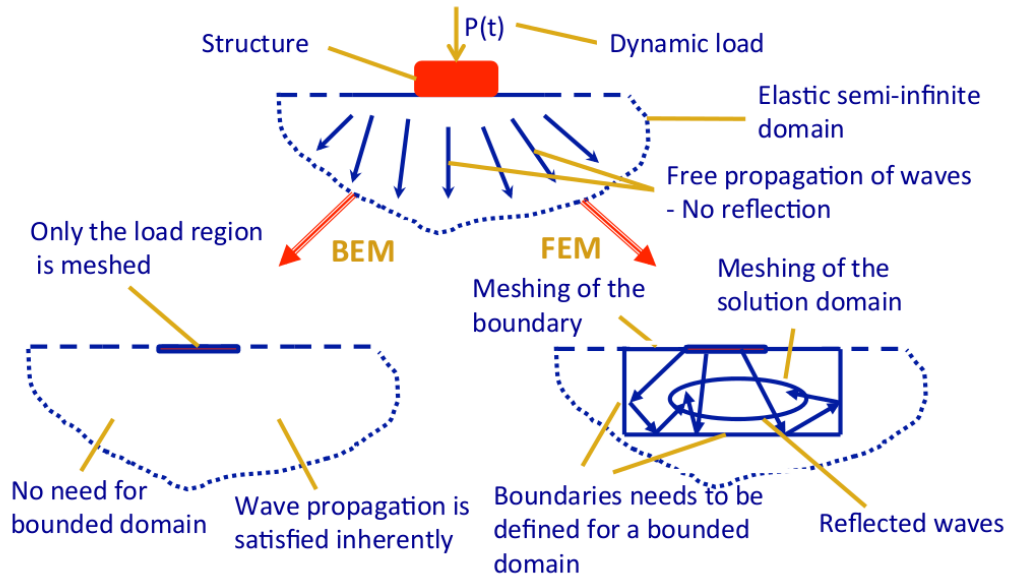 P(t)
Structure
Dynamic load
Elastic semi-infinite
domain
Free propagation of waves
- No reflection
Only the load region
is meshed
BEM
FEM
Meshing of the
solution domain
Meshing of the
boundary
No need for
bounded domain
Wave propagation is
satisfied inherently
Boundaries needs to be
defined for a bounded
domain
Reflected waves